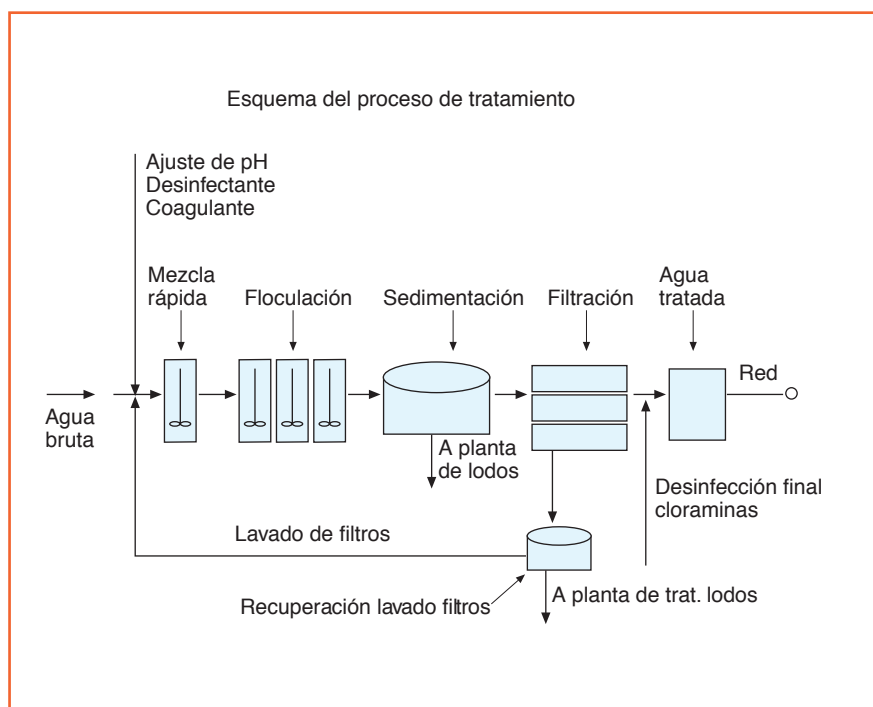 Esquema del proceso de tratamiento
Ajuste de pH
Desinfectante
Coagulante
Mezcla
rápida
Floculación
Sedimentación
Filtración
Agua
tratada
Red
Agua
bruta
A planta
de lodos
Desinfección final
cloraminas
Lavado de filtros
Recuperación lavado filtros
A planta de trat. lodos